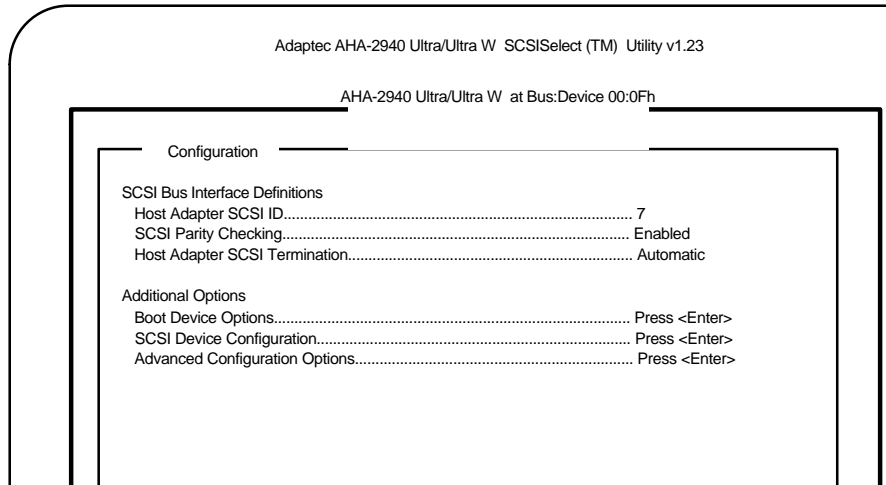 Adaptec AHA-2940 Ultra/Ultra W SCSISelect (TM) Utility v1.23
AHA-2940 Ultra/Ultra W at Bus:Device 00:0Fh
Configuration
SCSI Bus Interface Definitions
Host Adapter SCSI ID..................................................................................... 7
SCSI Parity Checking..................................................................................... Enabled
Host Adapter SCSI Termination..................................................................... Automatic
Additional Options
Boot Device Options....................................................................................... Press <Enter>
SCSI Device Configuration............................................................................ Press <Enter>
Advanced Configuration Options.................................................................... Press <Enter>